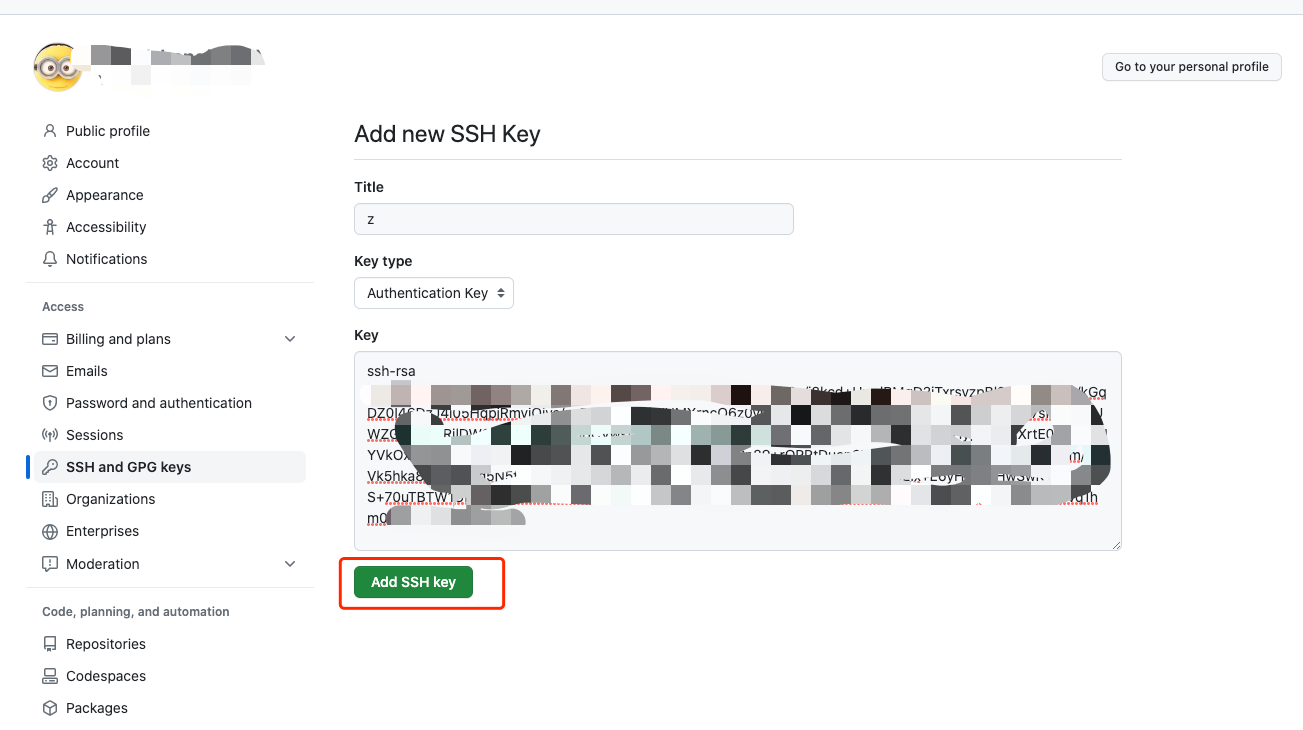 Go to your personal profile
Public profile
Account
Appearance
Accessibility
Notifications
Access
Billing and plans
Emails
Password and authentication
Sessions
SSH and GPG keys
Organizations
Enterprises
Moderation
Code, planning, and automation
Repositories
Codespaces
Packages
Add new SSH Key
Title
z
Key type
Authentication Key
Key
ssh-rsa
Add SSH key